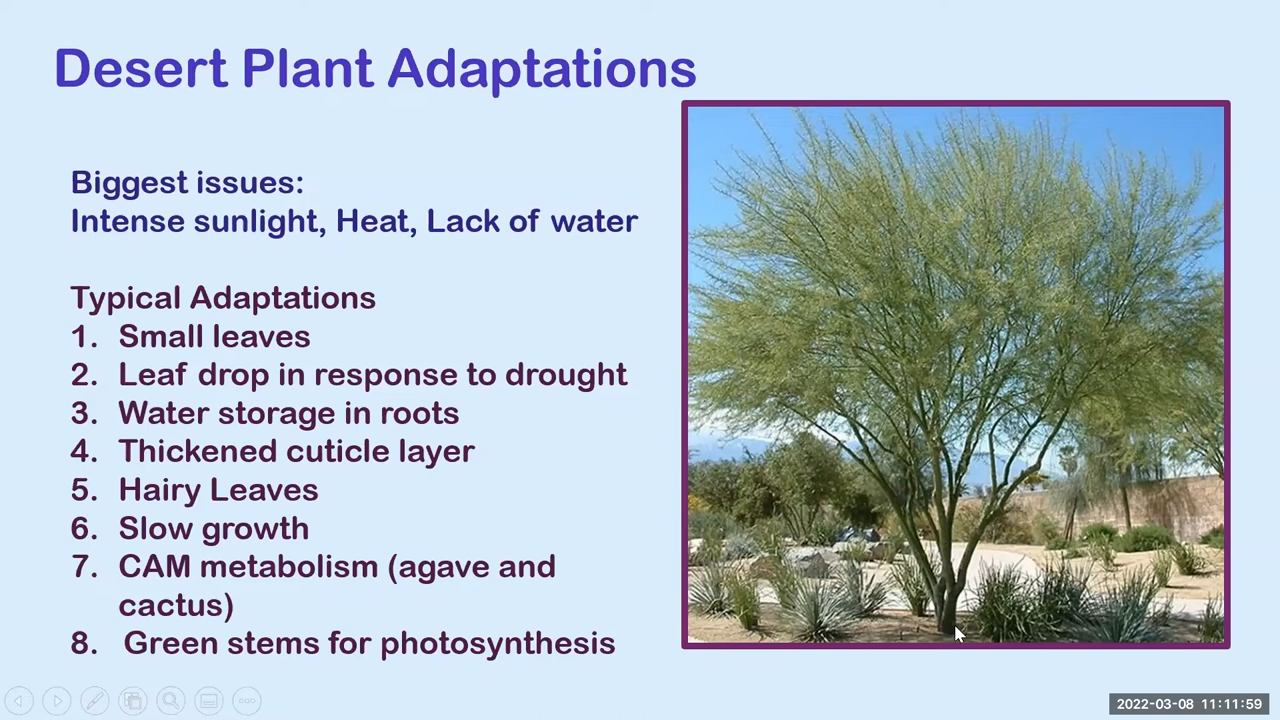 Desert Plant Adaptations
Biggest issues:
Intense sunlight, Heat, Lack of water
Typical Adaptations
1. Small leaves
2. Leaf drop in response to drought
3. Water storage in roots
4. Thickened cuticle layer
5. Hairy Leaves
6. Slow growth
7. CAM metabolism (agave and
cactus)
8. Green stems for photosynthesis
2022-03-08 11:11:59